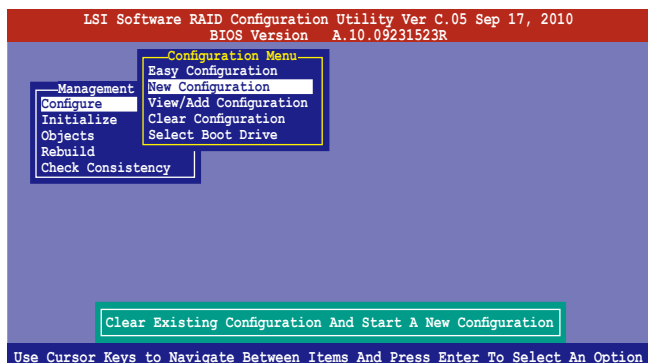 LSI Software RAID Configuration Utility Ver C.05 Sep 17, 2010
BIOS Version A.10.09231523R
Configuration Menu
Easy Configuration
New Configuration
View/Add Configuration
Clear Configuration
Select Boot Drive
Management
Configure
Initialize
Objects
Rebuild
Check Consistency
Clear Existing Configuration And Start A New Configuration
Use Cursor Keys to Navigate Between Items And Press Enter To Select An Option